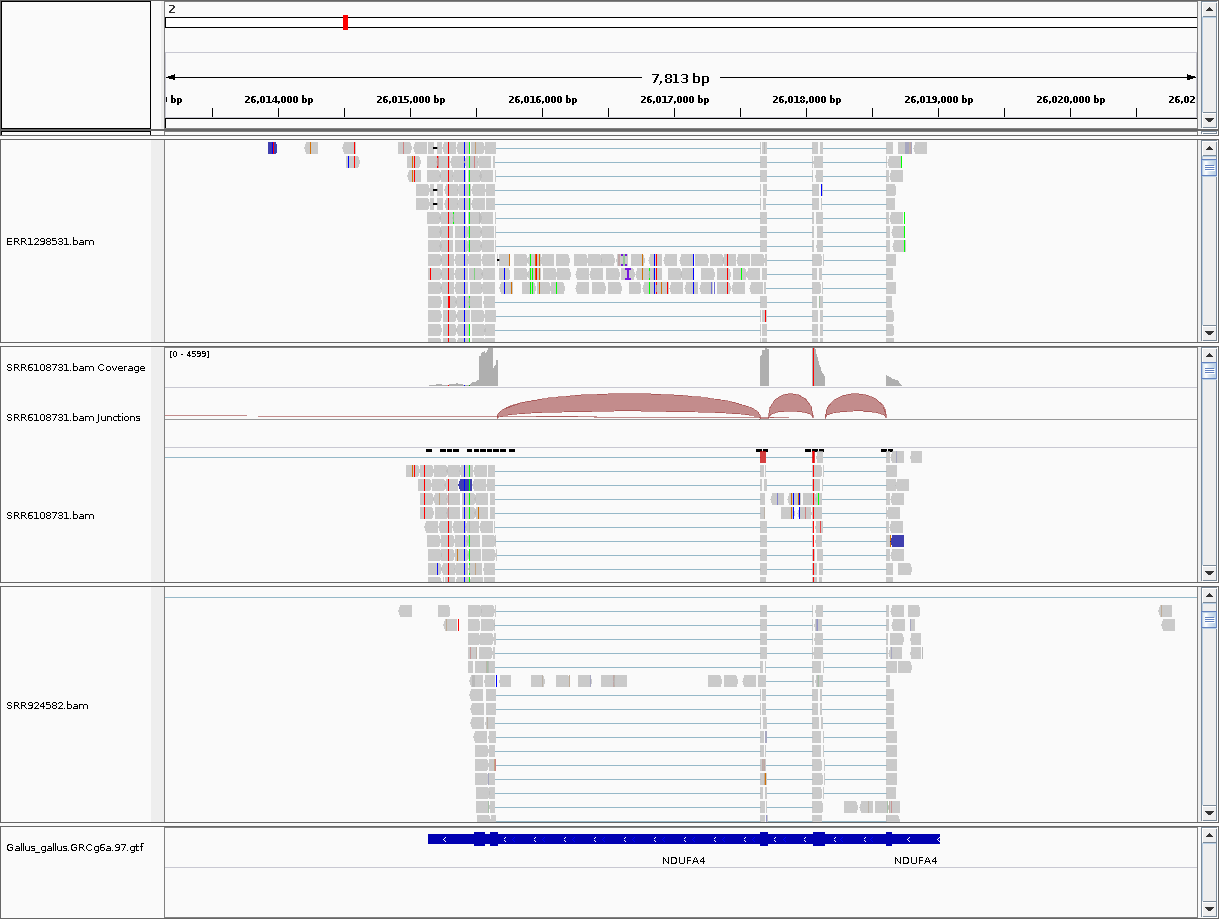 2
7,813 bp
bp 26,014,000 bp 26,015,000 bp 26,016,000 bp 26,017,000 bp 26,018,000 bp 26,019,000 bp 26,020,000 bp 26,02
ERR1298531.bam
[0 - 4599]
SRR6108731.bam Coverage
SRR6108731.bam Junctions
SRR6108731.bam
SRR924582.bam
Gallus_gallus.GRCg6a.97.gtf
NDUFA4 NDUFA4